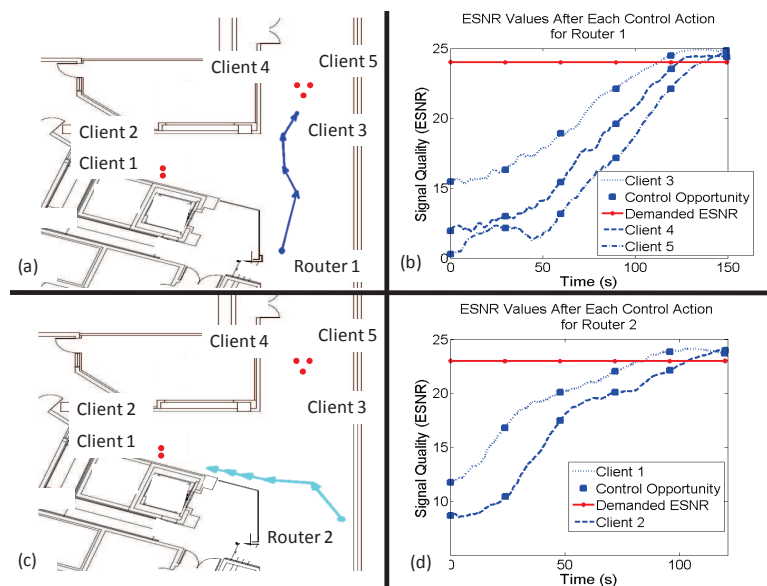 Client 4
Client 5
Client 2
Client 3
Client 1
Router 1
(a)
ESNR Values After Each Control Action
for Router 1
25
20
15
10
Signal Quality (ESNR)
0
50
100
150
Time (s)
Client 3
Control Opportunity
Demanded ESNR
Client 4
Client 5
(b)
Client 4
Client 5
Client 2
Client 3
Client 1
Router 2
(c)
ESNR Values After Each Control Action
for Router 2
25
20
15
10
Signal Quality (ESNR)
0
50
100
Time (s)
Client 1
Control Opportunity
Demanded ESNR
Client 2
(d)